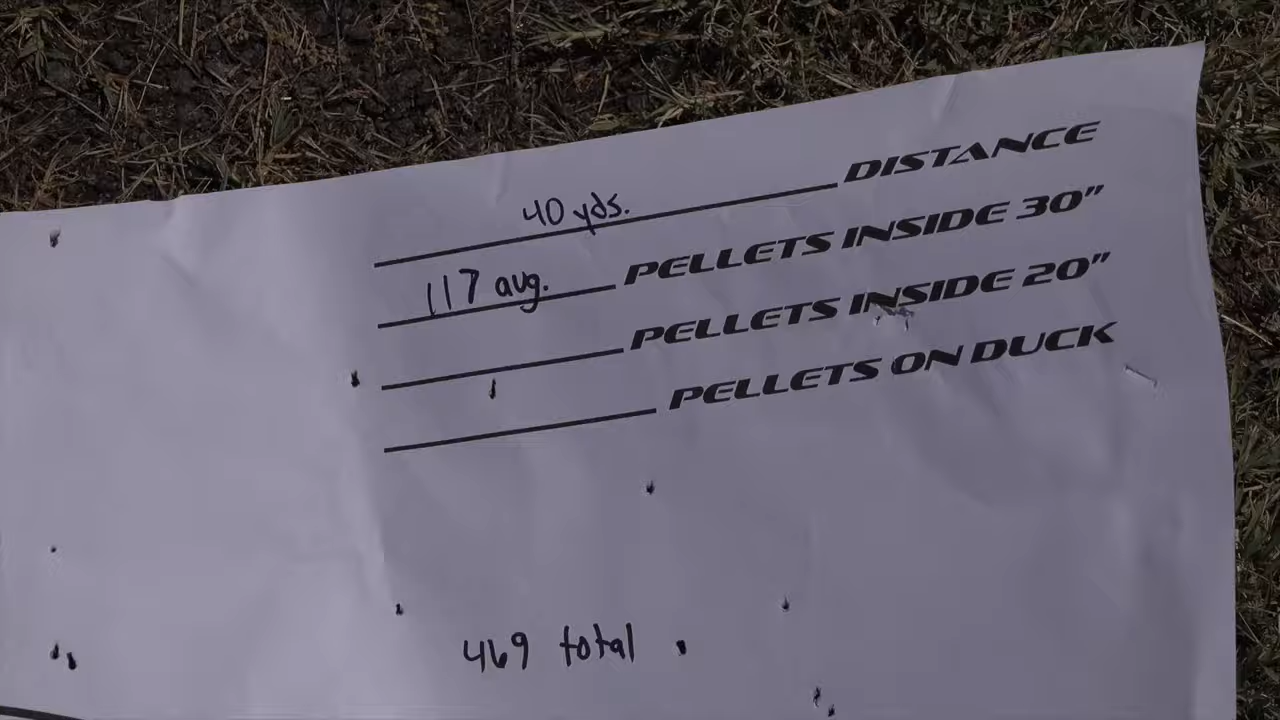 40 yds. DISTANCE
117 avg. PELLETS INSIDE 30"
PELLETS INSIDE 20"
PELLETS ON DUCK
469 total